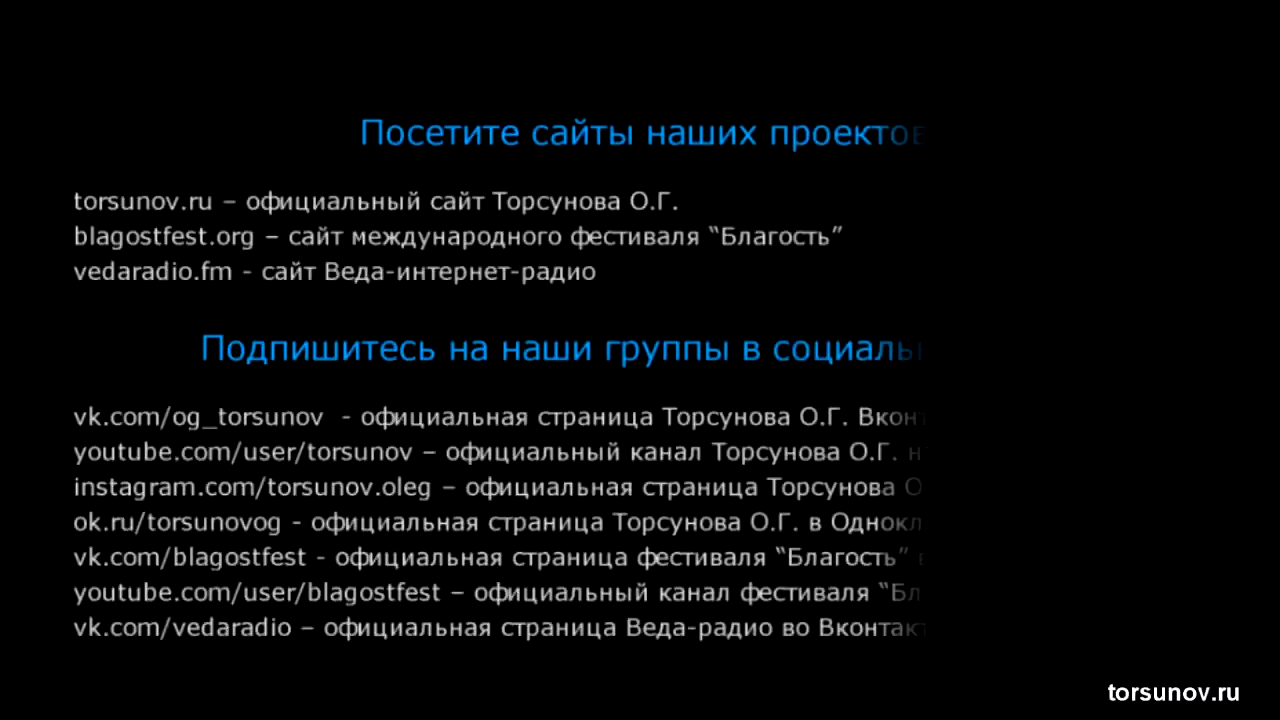 Посетите сайты наших проектов
torsunov.ru – официальный сайт Торсунова О.Г.
blagostfest.org – сайт международного фестиваля “Благость”
vedaradio.fm - сайт Веда-интернет-радио
Подпишитесь на наши группы в
vk.com/og_torsunov - официальная страница Торсунова О.Г.
youtube.com/user/torsunov – официальный канал Торсунова О.Г.
instagram.com/torsunov.oleg – официальная страница Торсунова
ok.ru/torsunovog - официальная страница Торсунова О.Г. в
vk.com/blagostfest - официальная страница фестиваля “Благость”
youtube.com/user/blagostfest – официальный канал фестиваля
vk.com/vedaradio – официальная страница Веда-радио во
torsunov.ru